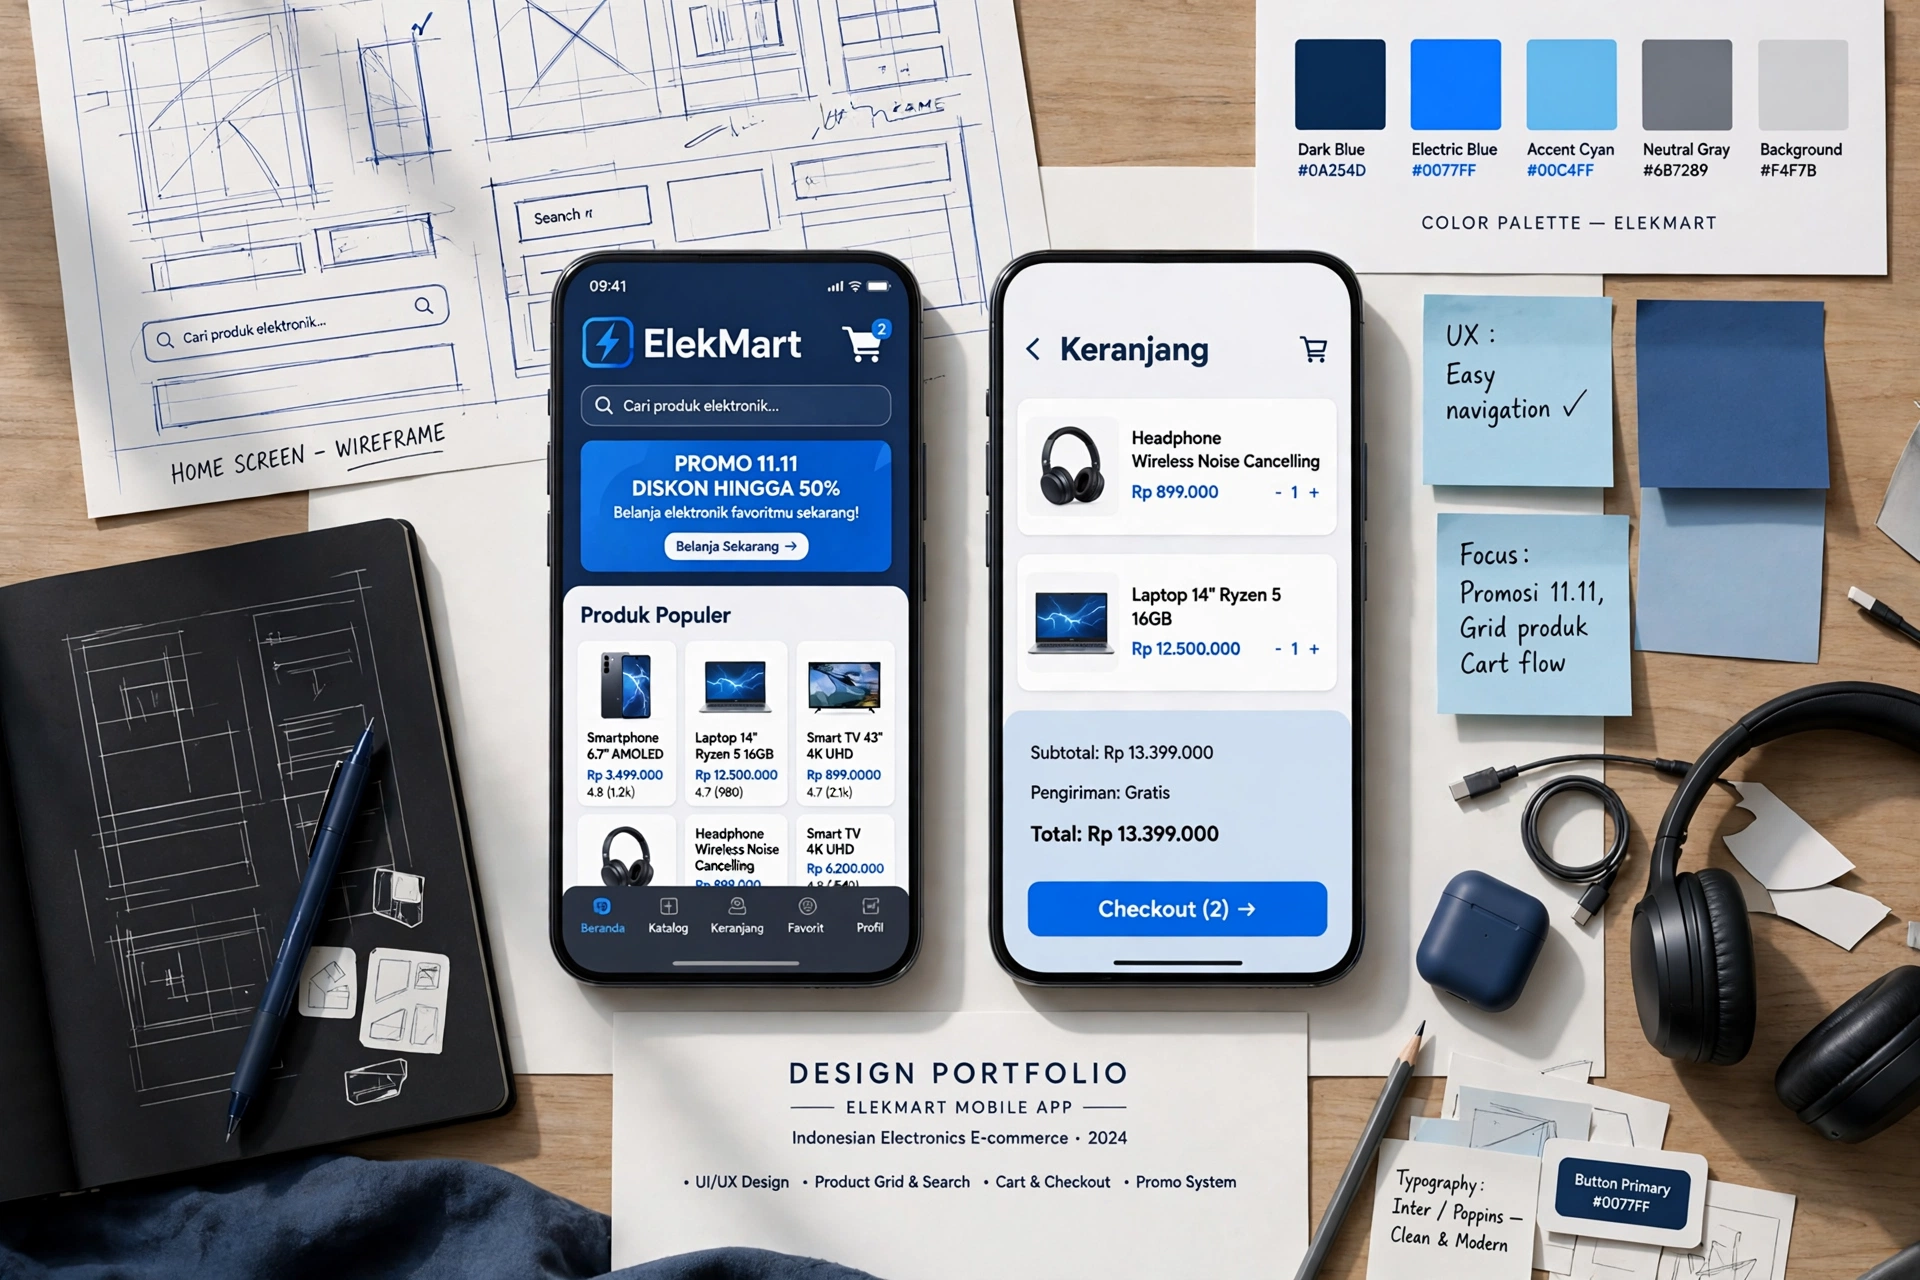 Search
Cari produk elektronik...
HOME SCREEN - WIREFRAME
Dark Blue
#0A254D
Electric Blue
#0077FF
Accent Cyan
#00C4FF
Neutral Gray
#6B7289
Background
#F4F7B
COLOR PALETTE — ELEKMART
09:41
ElekMart
2
Cari produk elektronik...
PROMO 11.11
DISKON HINGGA 50%
Belanja elektronik favoritmu sekarang!
Belanja Sekarang →
Produk Populer
Smartphone
6.7" AMOLED
Rp 3.499.000
4.8 (1.2k)
Laptop 14"
Ryzen 5 16GB
Rp 12.500.000
4.7 (980)
Smart TV 43"
4K UHD
Rp 899.0000
4.7 (2.1k)
Headphone
Wireless Noise
Cancelling
Rp 899.000
Smart TV
4K UHD
Rp 6.200.000
Beranda
Katalog
Keranjang
Favorit
Profil
Keranjang
Headphone
Wireless Noise Cancelling
Rp 899.000
- 1 +
Laptop 14" Ryzen 5
16GB
Rp 12.500.000
- 1 +
Subtotal: Rp 13.399.000
Pengiriman: Gratis
Total: Rp 13.399.000
Checkout (2) →
UX :
Easy
navigation ✓
Focus:
Promosi 11.11,
Grid produk
Cart flow
DESIGN PORTFOLIO
ELEKMART MOBILE APP
Indonesian Electronics E-commerce • 2024
• UI/UX Design • Product Grid & Search • Cart & Checkout • Promo System
Typography:
Inter / Poppins —
Clean & Modern
Button Primary
#0077FF